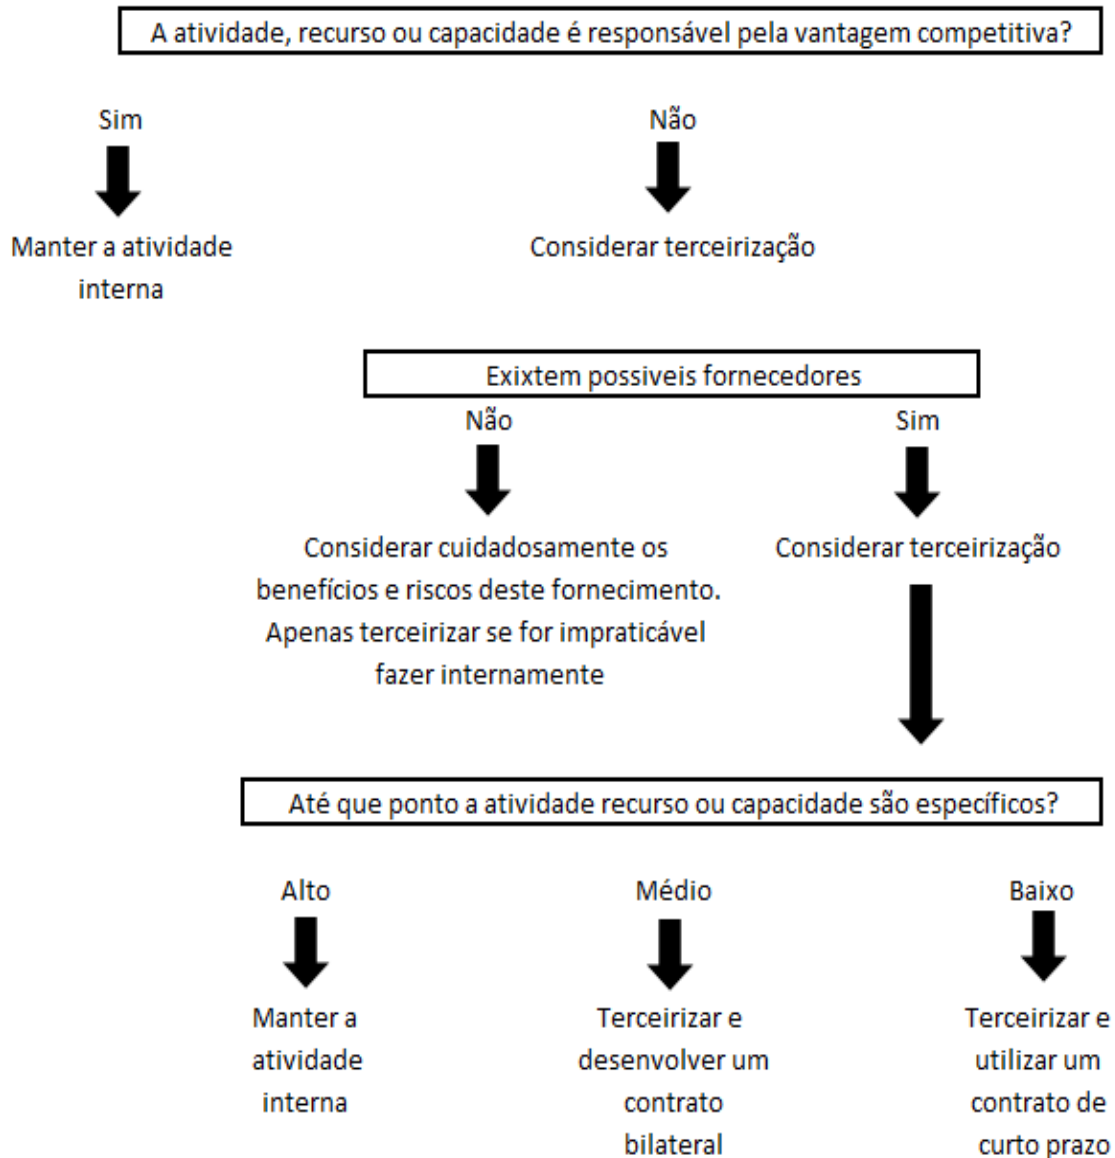 A atividade, recurso ou capacidade é responsável pela vantagem competitiva?
Sim
Não
Manter a atividade
interna
Considerar terceirização
Exixtem possiveis fornecedores
Não
Sim
Considerar cuidadosamente os
benefícios e riscos deste fornecimento.
Apenas terceirizar se for impraticável
fazer internamente
Considerar terceirização
Até que ponto a atividade recurso ou capacidade são específicos?
Alto
Médio
Baixo
Manter a
atividade
interna
Terceirizar e
desenvolver um
contrato
bilateral
Terceirizar e
utilizar um
contrato de
curto prazo